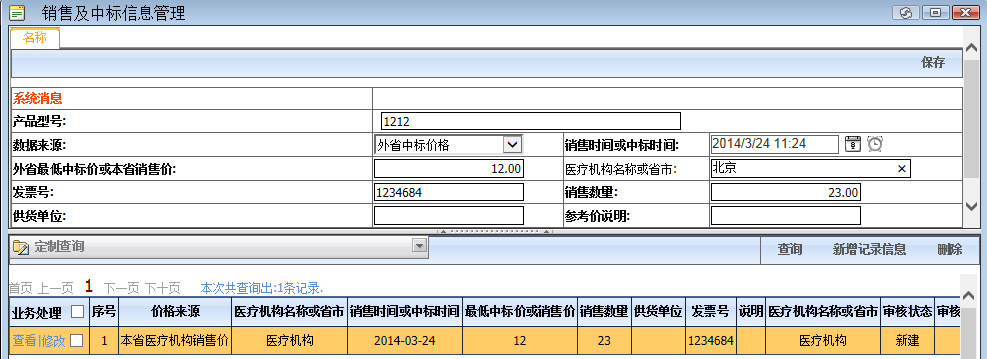 销售及中标信息管理
名称
保存
系统消息
产品型号: 1212
数据来源: 外省中标价格 销售时间或中标时间: 2014/3/24 11:24
外省最低中标价或本省销售价: 12.00 医疗机构名称或省市: 北京
发票号: 1234684 销售数量: 23.00
供货单位: 参考价说明:
定制查询 查询 新增记录信息 删除
首页 上一页 1 下一页 下十页 本次共查询出:1条记录.
业务处理 序号 价格来源 医疗机构名称或省市 销售时间或中标时间 最低中标价或销售价 销售数量 供货单位 发票号 说明 医疗机构名称或省市 审核状态 审核
查看|修改 1 本省医疗机构销售价 医疗机构 2014-03-24 12 23 1234684 医疗机构 新建